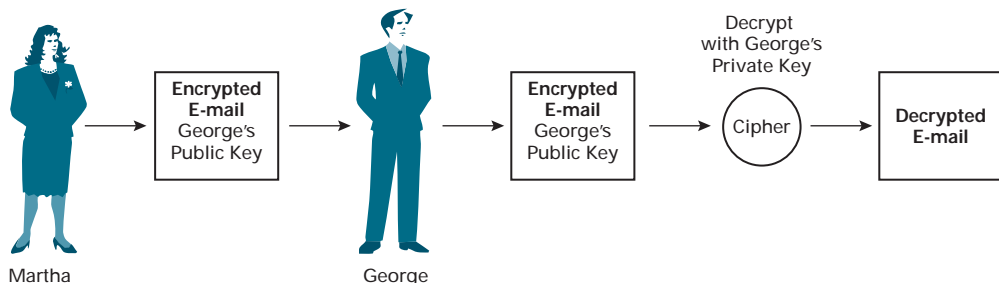 Martha
Encrypted
E-mail
George's
Public Key
George
Encrypted
E-mail
George's
Public Key
Decrypt
with George's
Private Key
Cipher
Decrypted
E-mail